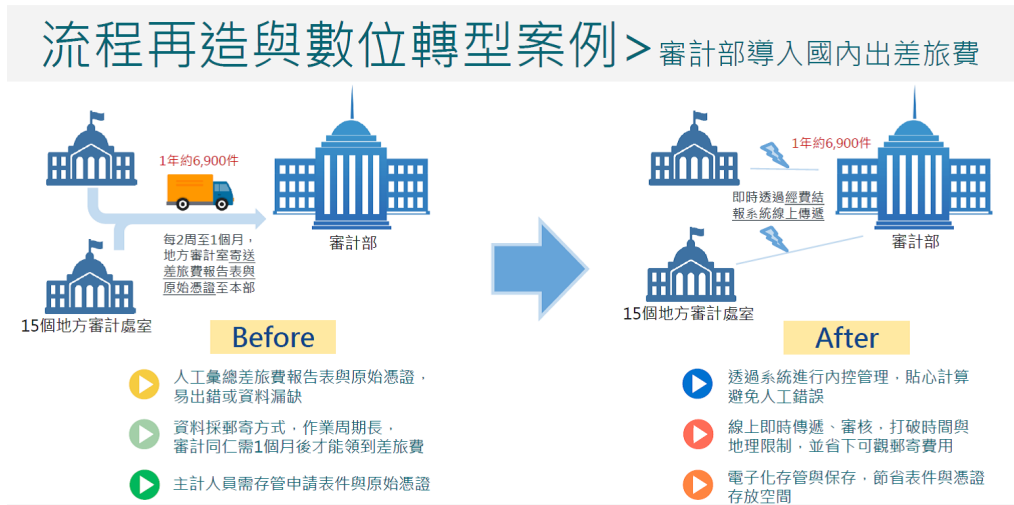 流程再造與數位轉型案例>審計部導入國內出差旅費
1年約6,900件
每2周至1個月，
地方審計室寄送
差旅費報告表與
原始憑證至本部
審計部
15個地方審計處室
Before
人工彙總差旅費報告表與原始憑證，
易出錯或資料漏缺
資料採郵寄方式，作業周期長，
審計同仁需1個月後才能領到差旅費
主計人員需存管申請表件與原始憑證
1年約6,900件
即時透過經費結
報系統線上傳遞
審計部
15個地方審計處室
After
透過系統進行內控管理，貼心計算
避免人工錯誤
線上即時傳遞、審核，打破時間與
地理限制，並省下可觀郵寄費用
電子化存管與保存，節省表件與憑證
存放空間